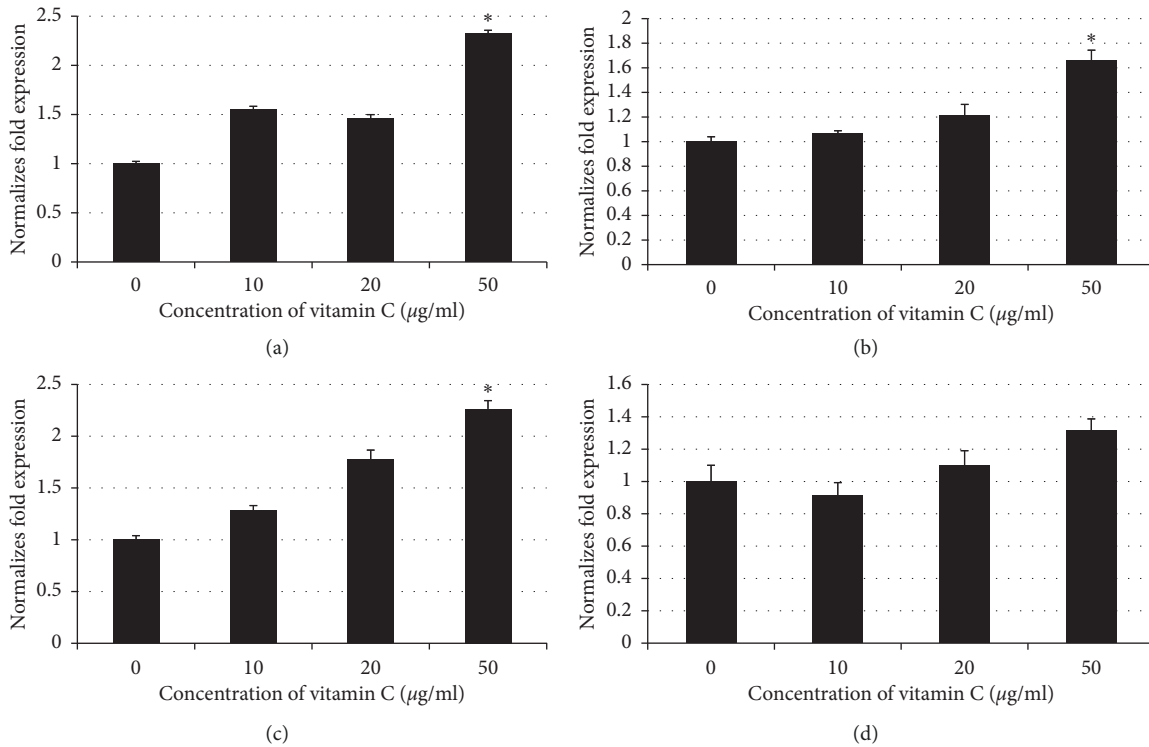 Normalizes fold expression
2.5
2
1.5
1
0.5
0
*
0 10 20 50
Concentration of vitamin C (μg/ml)
(a)
Normalizes fold expression
2
1.8
1.6
1.4
1.2
1
0.8
0.6
0.4
0.2
0
*
0 10 20 50
Concentration of vitamin C (μg/ml)
(b)
Normalizes fold expression
2.5
2
1.5
1
0.5
0
*
0 10 20 50
Concentration of vitamin C (μg/ml)
(c)
Normalizes fold expression
1.6
1.4
1.2
1
0.8
0.6
0.4
0.2
0
0 10 20 50
Concentration of vitamin C (μg/ml)
(d)